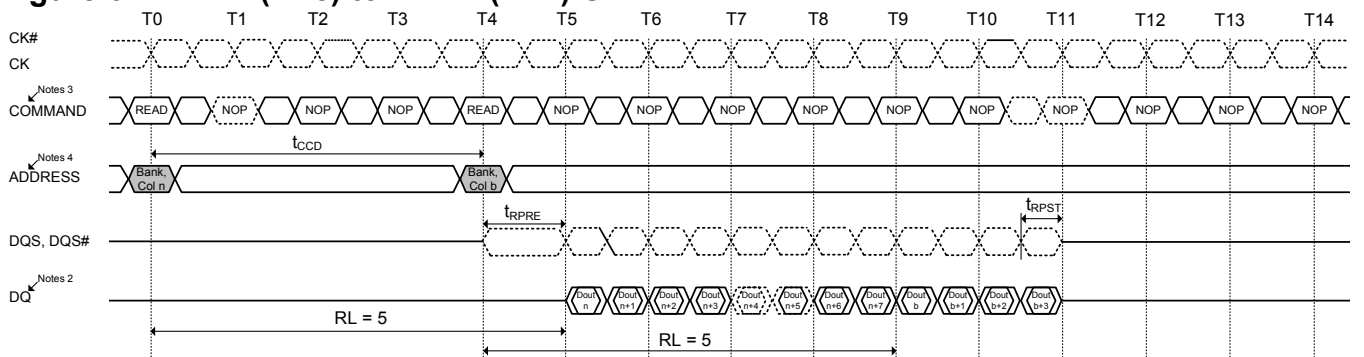 T0 T1 T2 T3 T4 T5 T6 T7 T8 T9 T10 T11 T12 T13 T14
CK#
CK
Notes 3
COMMAND READ NOP NOP NOP READ NOP NOP NOP NOP NOP NOP NOP NOP NOP NOP
tCCD
Notes 4
ADDRESS Bank, Col n Bank, Col b
tRPRE tRPST
DQS, DQS#
Notes 2
DQ Dout n Dout n+1 Dout n+2 Dout n+3 Dout n+4 Dout n+5 Dout n+6 Dout n+7 Dout b Dout b+1 Dout b+2 Dout b+3
RL = 5
RL = 5